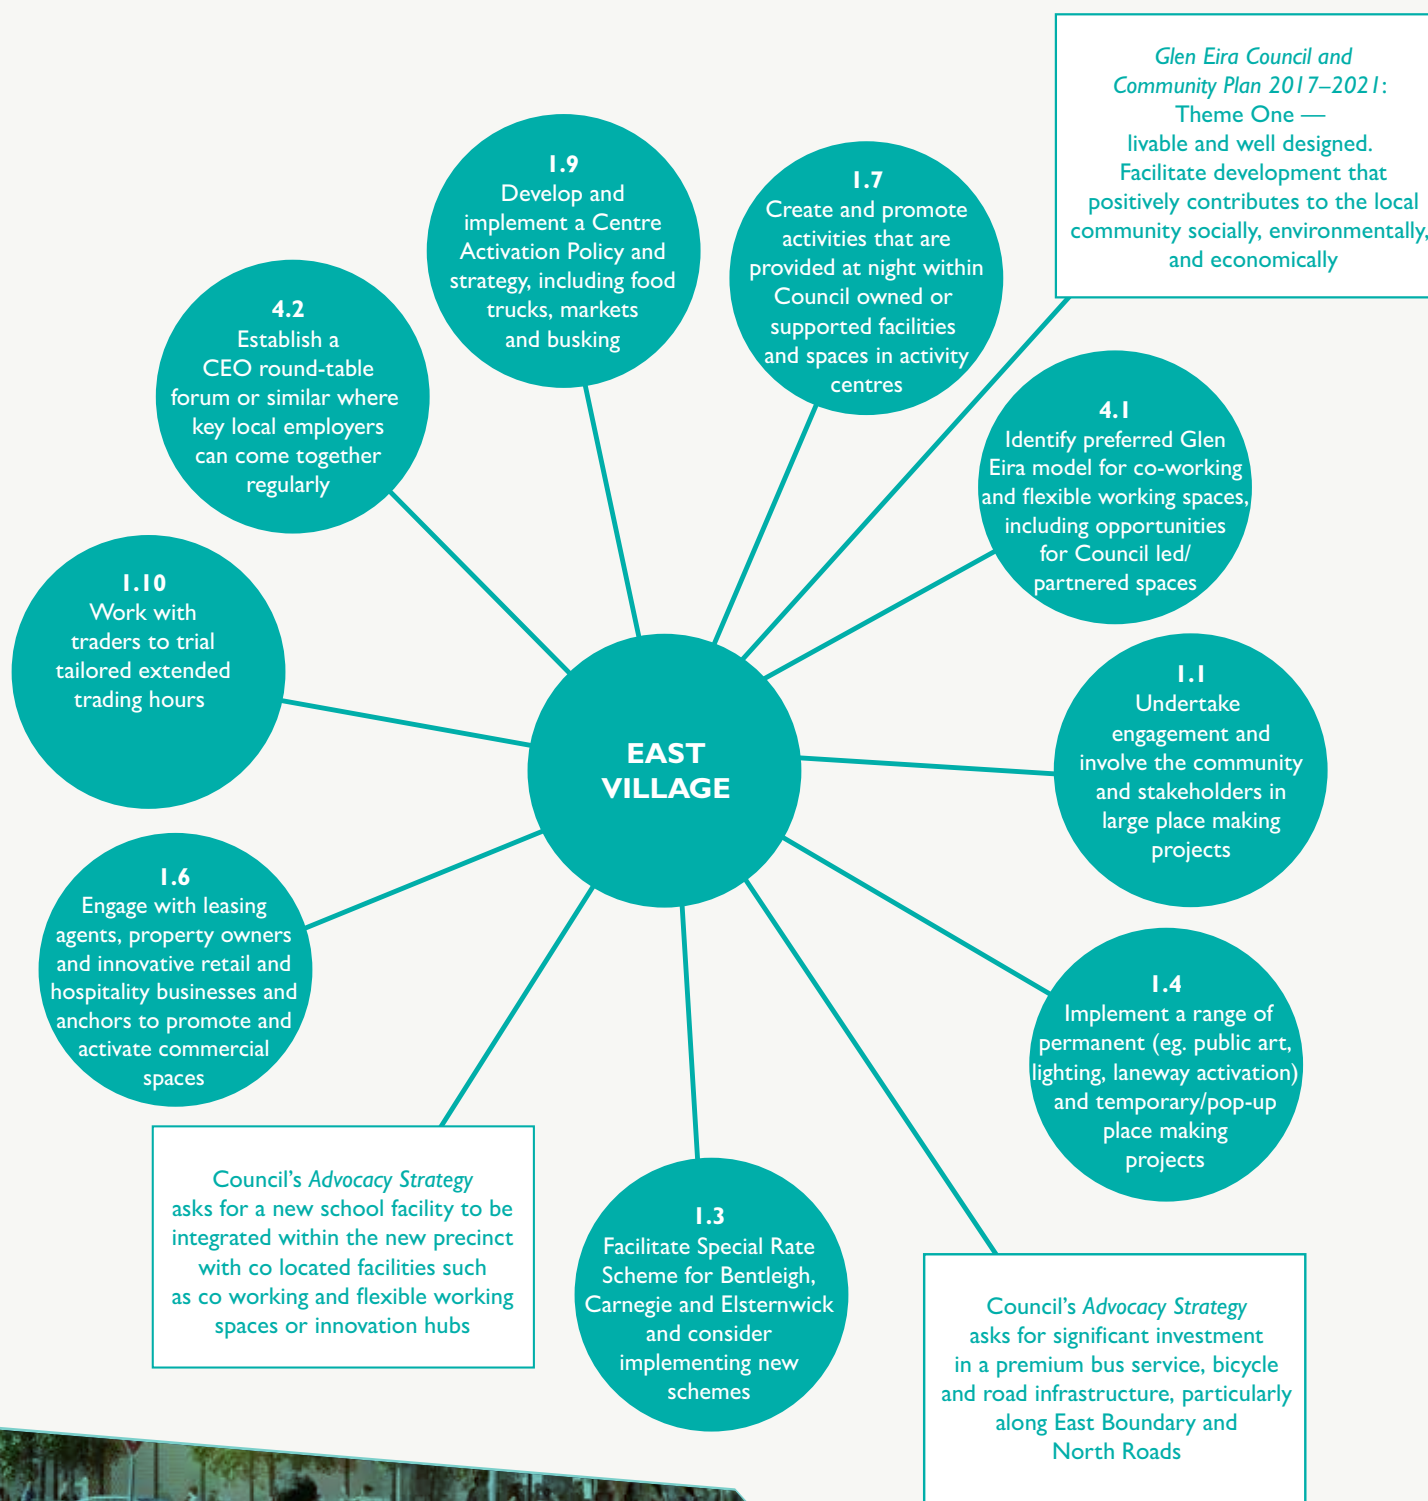 Glen Eira Council and
Community Plan 2017–2021:
Theme One —
livable and well designed.
Facilitate development that
positively contributes to the local
community socially, environmentally,
and economically
1.9
Develop and
implement a Centre
Activation Policy and
strategy, including food
trucks, markets
and busking
1.7
Create and promote
activities that are
provided at night within
Council owned or
supported facilities
and spaces in activity
centres
4.2
Establish a
CEO round-table
forum or similar where
key local employers
can come together
regularly
4.1
Identify preferred Glen
Eira model for co-working
and flexible working spaces,
including opportunities
for Council led/
partnered spaces
1.10
Work with
traders to trial
tailored extended
trading hours
EAST
VILLAGE
1.1
Undertake
engagement and
involve the community
and stakeholders in
large place making
projects
1.6
Engage with leasing
agents, property owners
and innovative retail and
hospitality businesses and
anchors to promote and
activate commercial
spaces
1.4
Implement a range of
permanent (eg. public art,
lighting, laneway activation)
and temporary/pop-up
place making
projects
Council’s Advocacy Strategy
asks for a new school facility to be
integrated within the new precinct
with co located facilities such
as co working and flexible working
spaces or innovation hubs
1.3
Facilitate Special Rate
Scheme for Bentleigh,
Carnegie and Elsternwick
and consider
implementing new
schemes
Council’s Advocacy Strategy
asks for significant investment
in a premium bus service, bicycle
and road infrastructure, particularly
along East Boundary and
North Roads